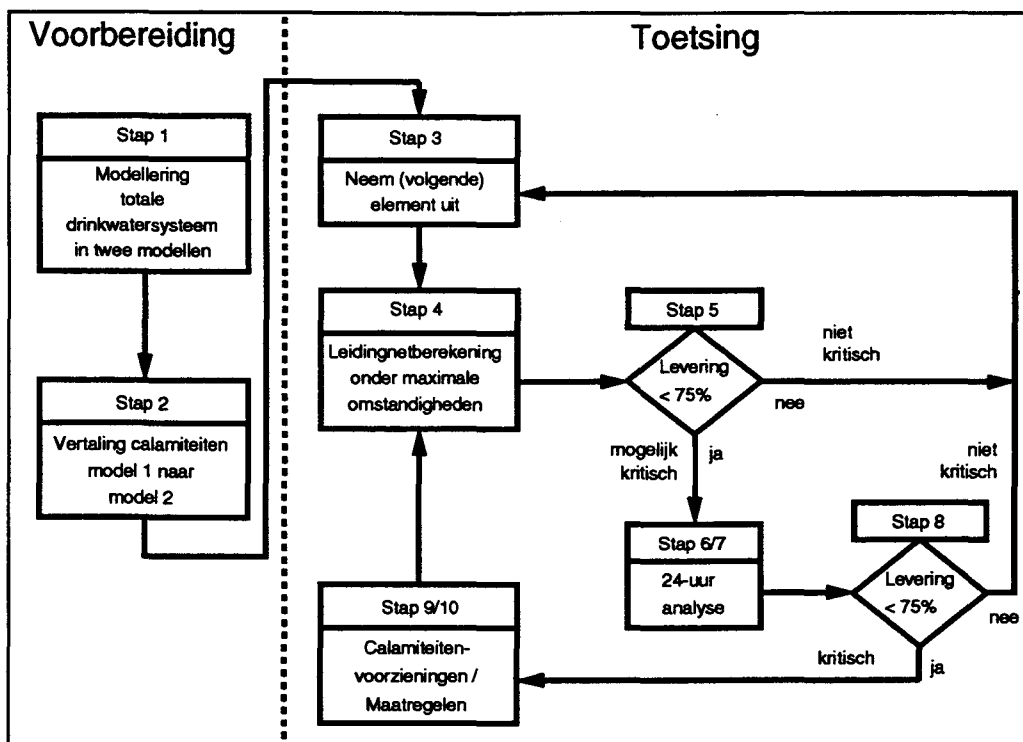 Voorbereiding
Toetsing
Stap 1
Modellering
totale
drinkwatersysteem
in twee modellen
Stap 2
Vertaling calamiteiten
model 1 naar
model 2
Stap 3
Neem (volgende)
element uit
Stap 4
Leidingnetberekening
onder maximale
omstandigheden
Stap 5
Levering
< 75%
niet
kritisch
nee
mogelijk
kritisch
ja
Stap 6/7
24-uur
analyse
Stap 8
Levering
< 75%
niet
kritisch
nee
kritisch
ja
Stap 9/10
Calamiteiten-
voorzieningen /
Maatregelen